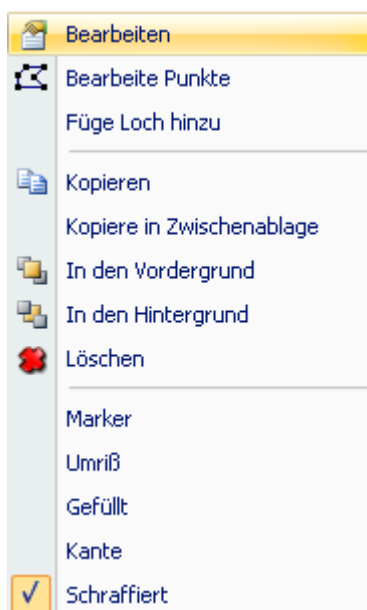 Bearbeiten
Bearbeite Punkte
Füge Loch hinzu
Kopieren
Kopiere in Zwischenablage
In den Vordergrund
In den Hintergrund
Löschen
Marker
Umriß
Gefüllt
Kante
Schraffiert